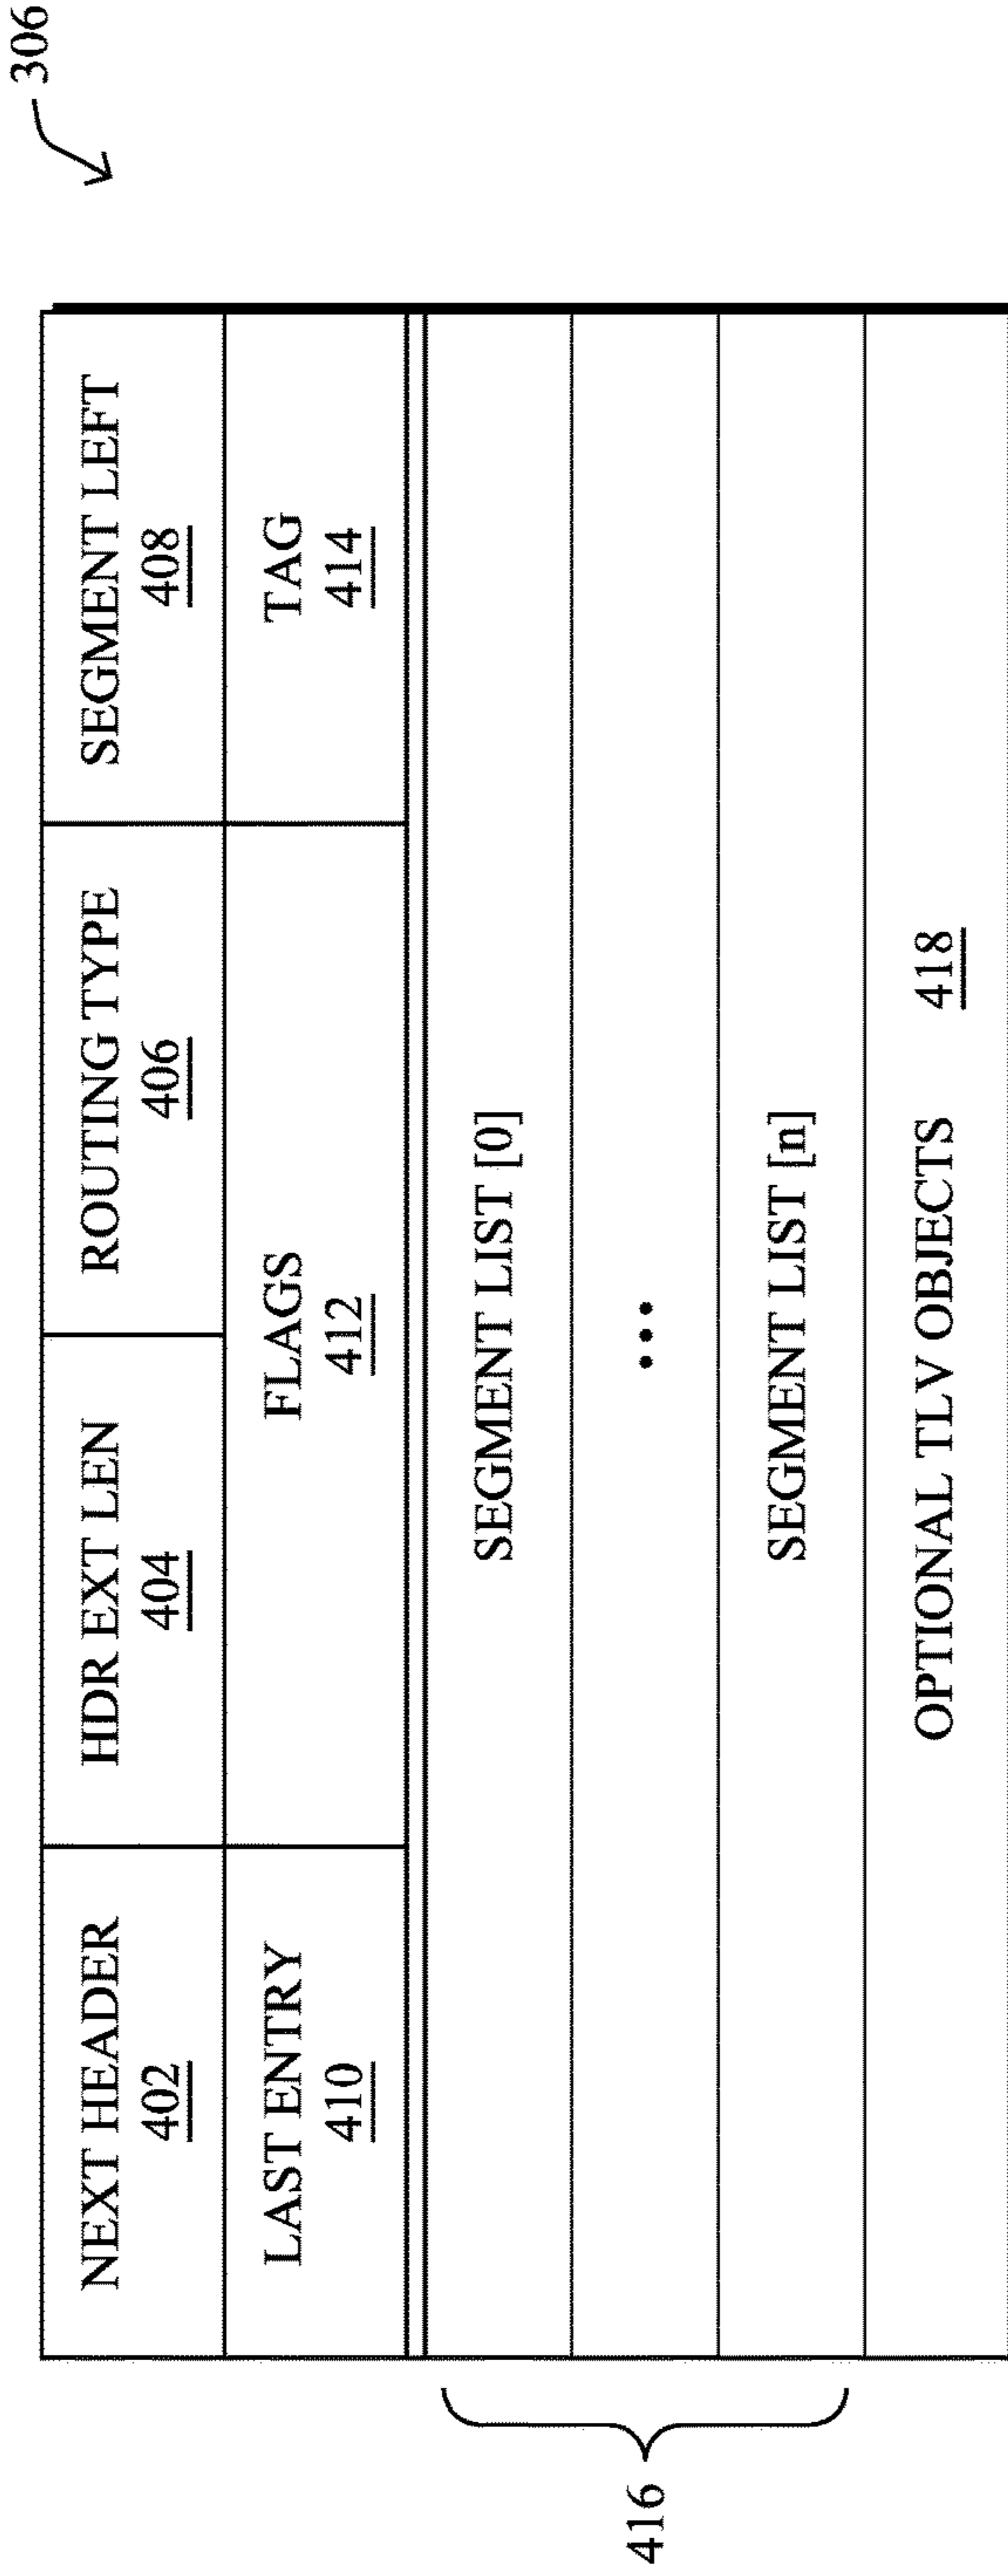 306
NEXT HEADER
402
HDR EXT LEN
404
ROUTING TYPE
406
SEGMENT LEFT
408
LAST ENTRY
410
FLAGS
412
TAG
414
416
SEGMENT LIST [0]
•••
SEGMENT LIST [n]
OPTIONAL TLV OBJECTS 418